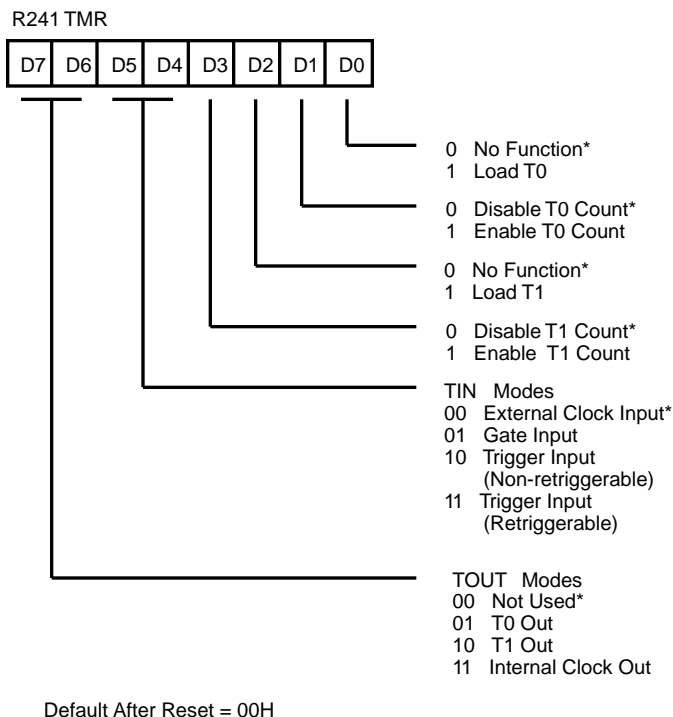 R241 TMR
D7 D6 D5 D4 D3 D2 D1 D0
0 No Function*
1 Load T0
0 Disable T0 Count*
1 Enable T0 Count
0 No Function*
1 Load T1
0 Disable T1 Count*
1 Enable T1 Count
TIN Modes
00 External Clock Input*
01 Gate Input
10 Trigger Input
(Non-retriggerable)
11 Trigger Input
(Retriggerable)
TOUT Modes
00 Not Used*
01 T0 Out
10 T1 Out
11 Internal Clock Out
Default After Reset = 00H